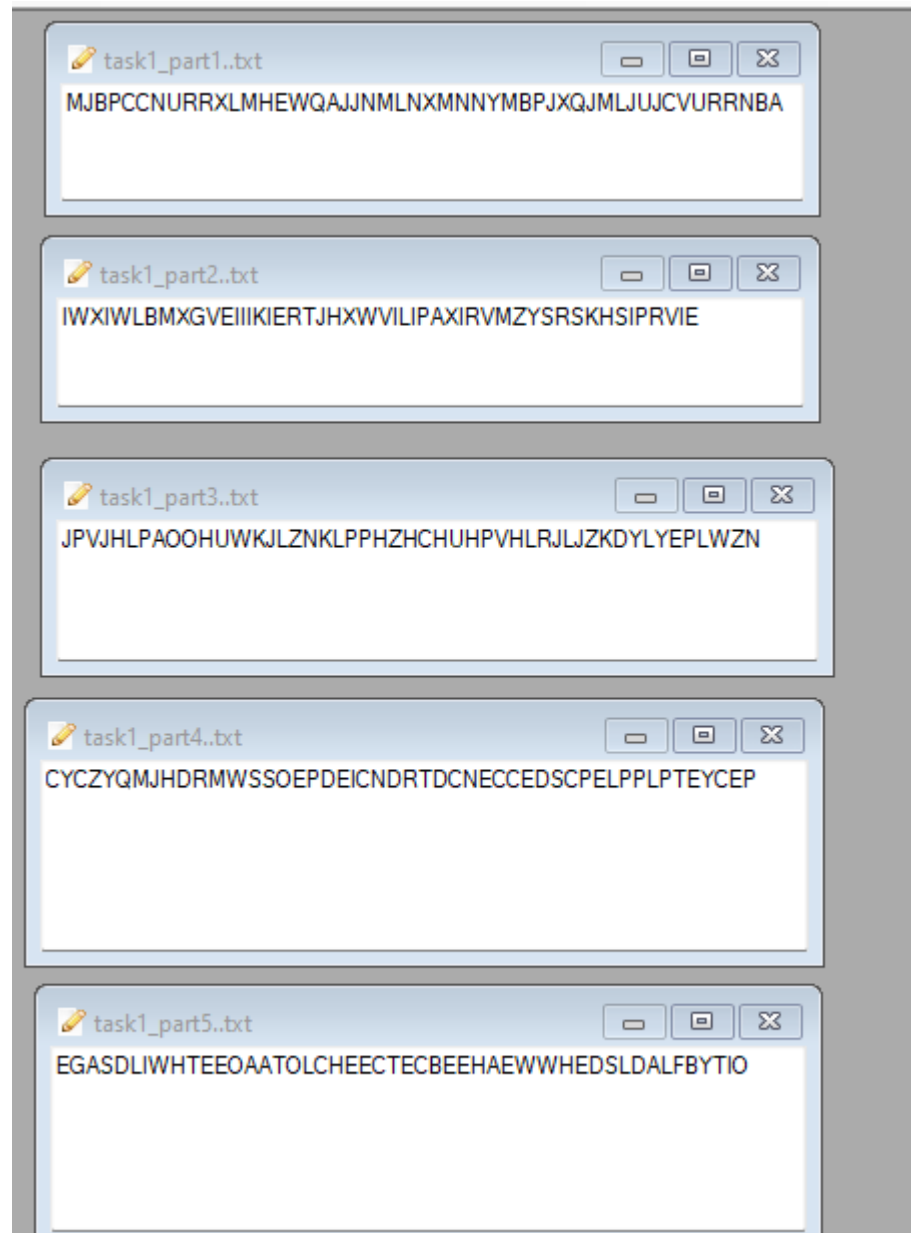 task1_part1..txt
MJBPCCNURRXLMHEWQAJJNMLNXMNNYMBPJXQJMLJUJCVURRNBA
task1_part2..txt
IWXIWLBMXGVEIIIKIERTJHXWVILIPAXIRVMZYSRSKHSIPRVIE
task1_part3..txt
JPVJHLPAOOHUWKJLZNKLPPHZHCHUHPVHLRJLJZKDYLYEPLWZN
task1_part4..txt
CYCZYQMJHDRMWSSOEPDEICNDRTDCNECCEDSCPELPPLPTEYCEP
task1_part5..txt
EGASDLIWHTEEOAATOLCHEECTECBEEHAEWWHEDSLDALFBYTIO